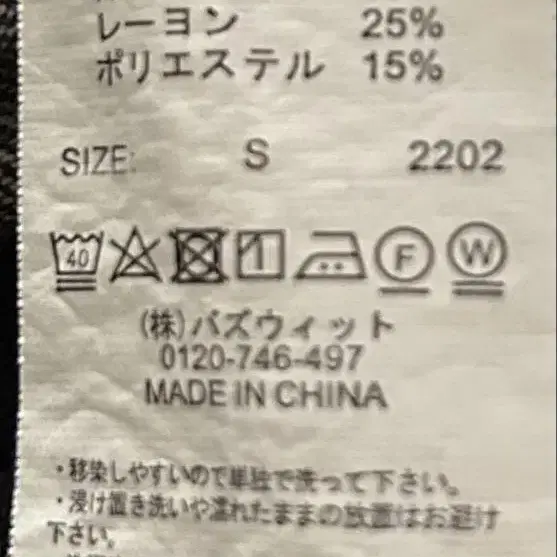 レーヨン 25%
ポリエステル 15%
SIZE: S 2202
40 F W
(株)バズウィット
0120-746-497
MADE IN CHINA
・移染しやすいので単独で洗って下さい。
・浸け置き洗いや濡れたままの放置はお避け
下さい。